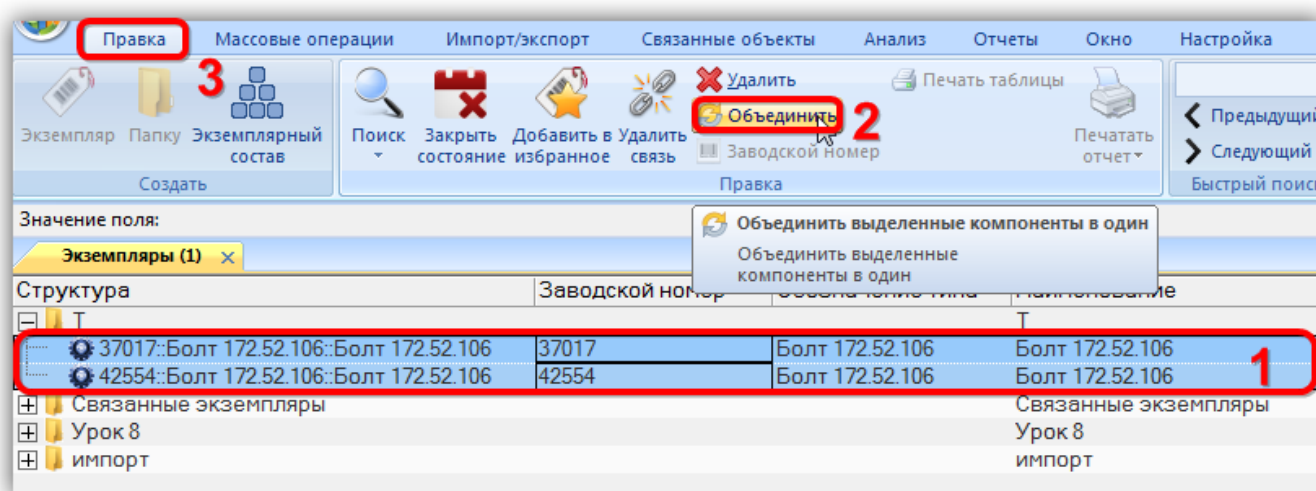 Правка Массовые операции Импорт/экспорт Связанные объекты Анализ Отчеты Окно Настройка
3
Экземпляр Папку Экземплярный состав
Создать
Поиск Закрыть состояние Добавить в избранное Удалить связь
Удалить
Объединить
2
Заводской номер
Печать таблицы
Печатать отчет
Правка
Предыдущий
Следующий
Быстрый поиск
Значение поля:
Объединить выделенные компоненты в один
Объединить выделенные
компоненты в один
Экземпляры (1)
Структура Заводской номер Обозначение типа Наименование
Т Т
37017::Болт 172.52.106::Болт 172.52.106 37017 Болт 172.52.106 Болт 172.52.106
1
42554::Болт 172.52.106::Болт 172.52.106 42554 Болт 172.52.106 Болт 172.52.106
Связанные экземпляры Связанные экземпляры
Урок 8 Урок 8
импорт импорт